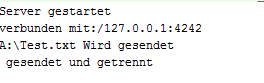 Server gestartet
verbunden mit:/127.0.0.1:4242
A:\Test.txt Wird gesendet
 gesendet und getrennt